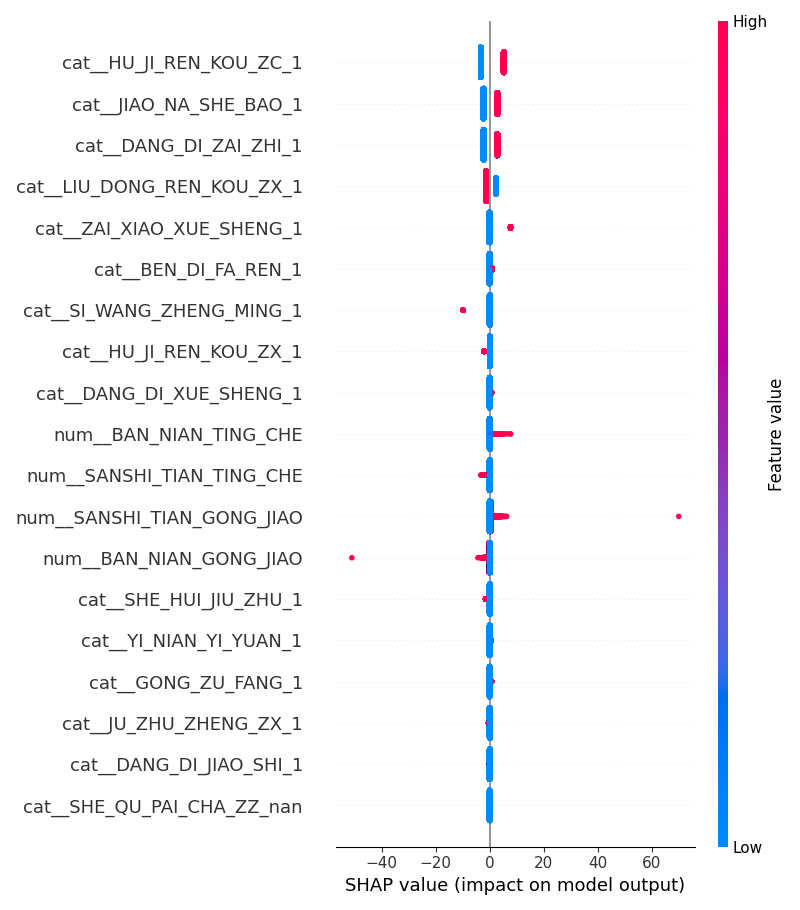 High
cat__HU_JI_REN_KOU_ZC_1
cat__JIAO_NA_SHE_BAO_1
cat__DANG_DI_ZAI_ZHI_1
cat__LIU_DONG_REN_KOU_ZX_1
cat__ZAI_XIAO_XUE_SHENG_1
cat__BEN_DI_FA_REN_1
cat__SI_WANG_ZHENG_MING_1
cat__HU_JI_REN_KOU_ZX_1
cat__DANG_DI_XUE_SHENG_1
num__BAN_NIAN_TING_CHE
num__SANSHI_TIAN_TING_CHE
num__SANSHI_TIAN_GONG_JIAO
num__BAN_NIAN_GONG_JIAO
cat__SHE_HUI_JIU_ZHU_1
cat__YI_NIAN_YI_YUAN_1
cat__GONG_ZU_FANG_1
cat__JU_ZHU_ZHENG_ZX_1
cat__DANG_DI_JIAO_SHI_1
cat__SHE_QU_PAI_CHA_ZZ_nan
Feature value
Low
−40 −20 0 20 40 60
SHAP value (impact on model output)